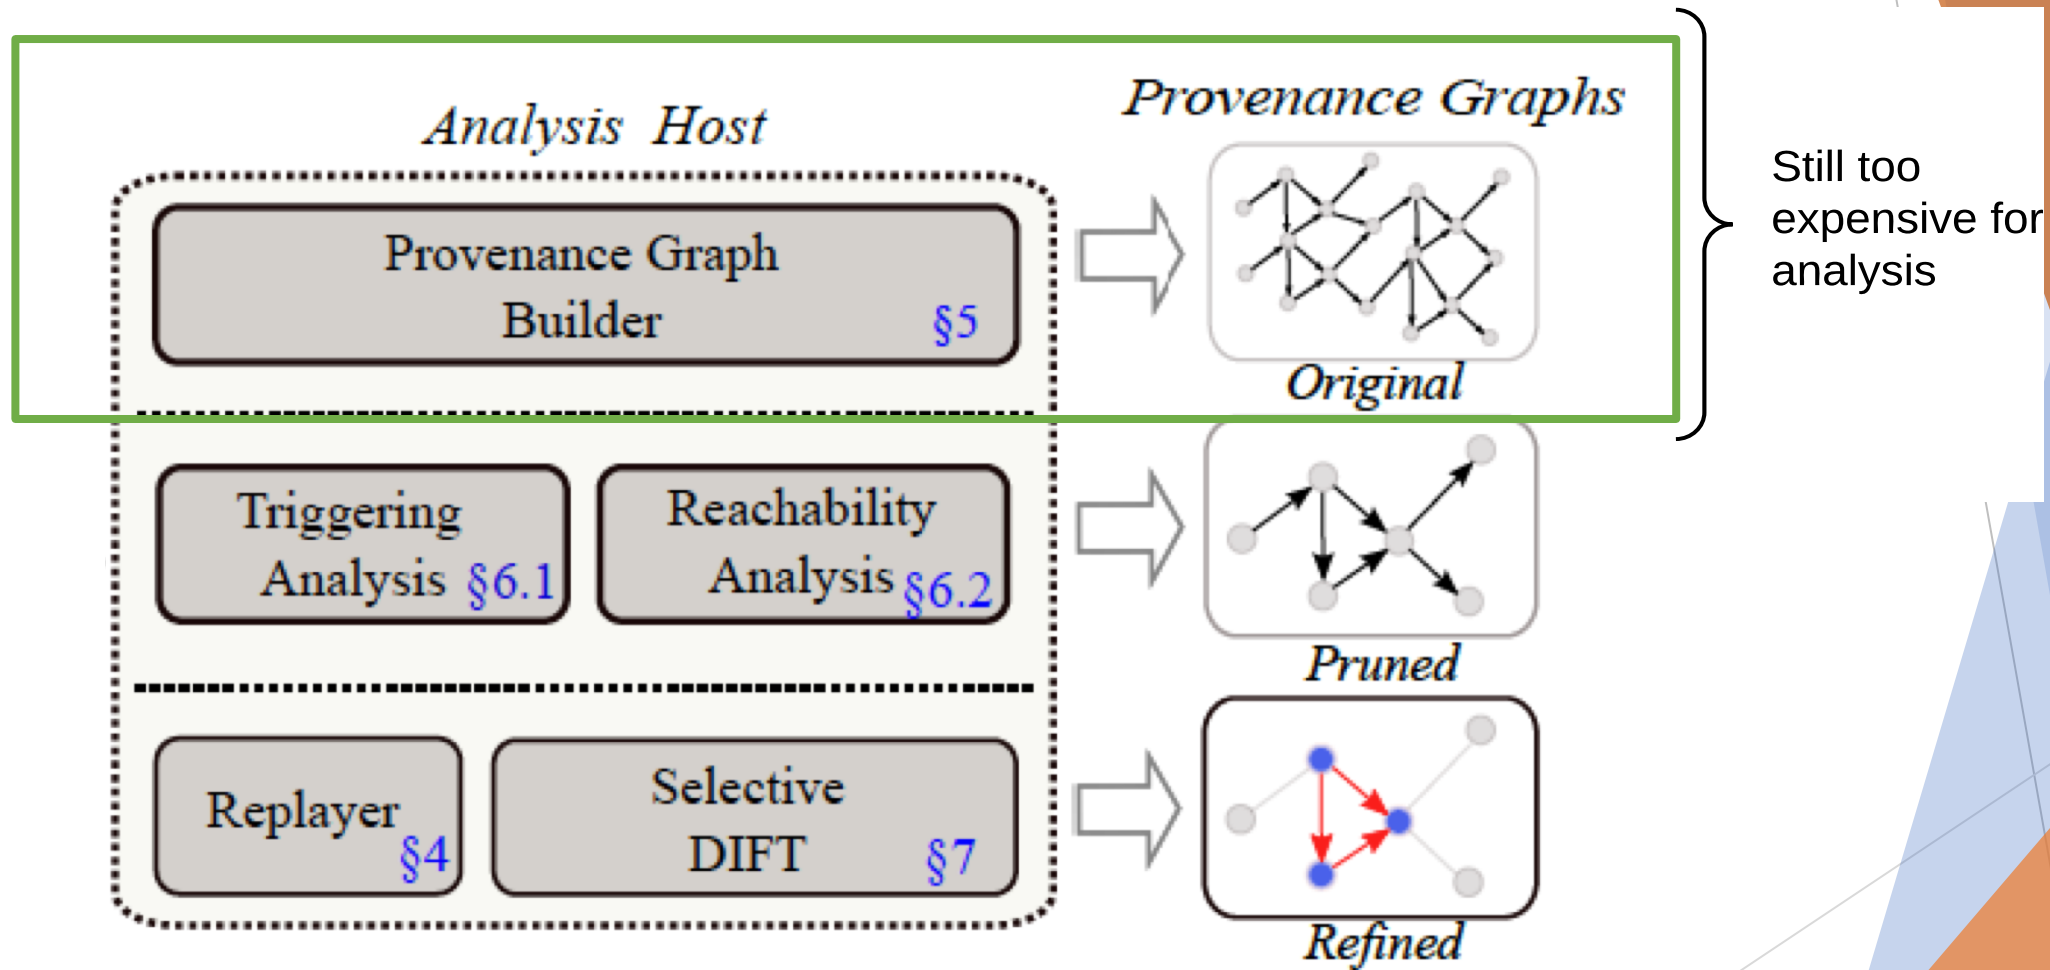 Analysis Host
Provenance Graphs
Provenance Graph
Builder
§5
Original
Still too
expensive for
analysis
Triggering
Analysis §6.1
Reachability
Analysis §6.2
Pruned
Replayer
§4
Selective
DIFT
§7
Refined